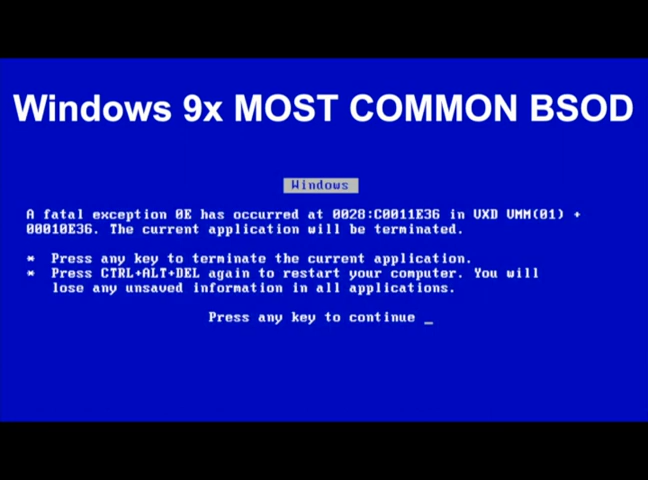 Windows 9x MOST COMMON BSOD
Windows
A fatal exception 0E has occurred at 0028:C0011E36 in VXD VMM(01) +
00010E36. The current application will be terminated.
* Press any key to terminate the current application.
* Press CTRL+ALT+DEL again to restart your computer. You will
lose any unsaved information in all applications.
Press any key to continue _